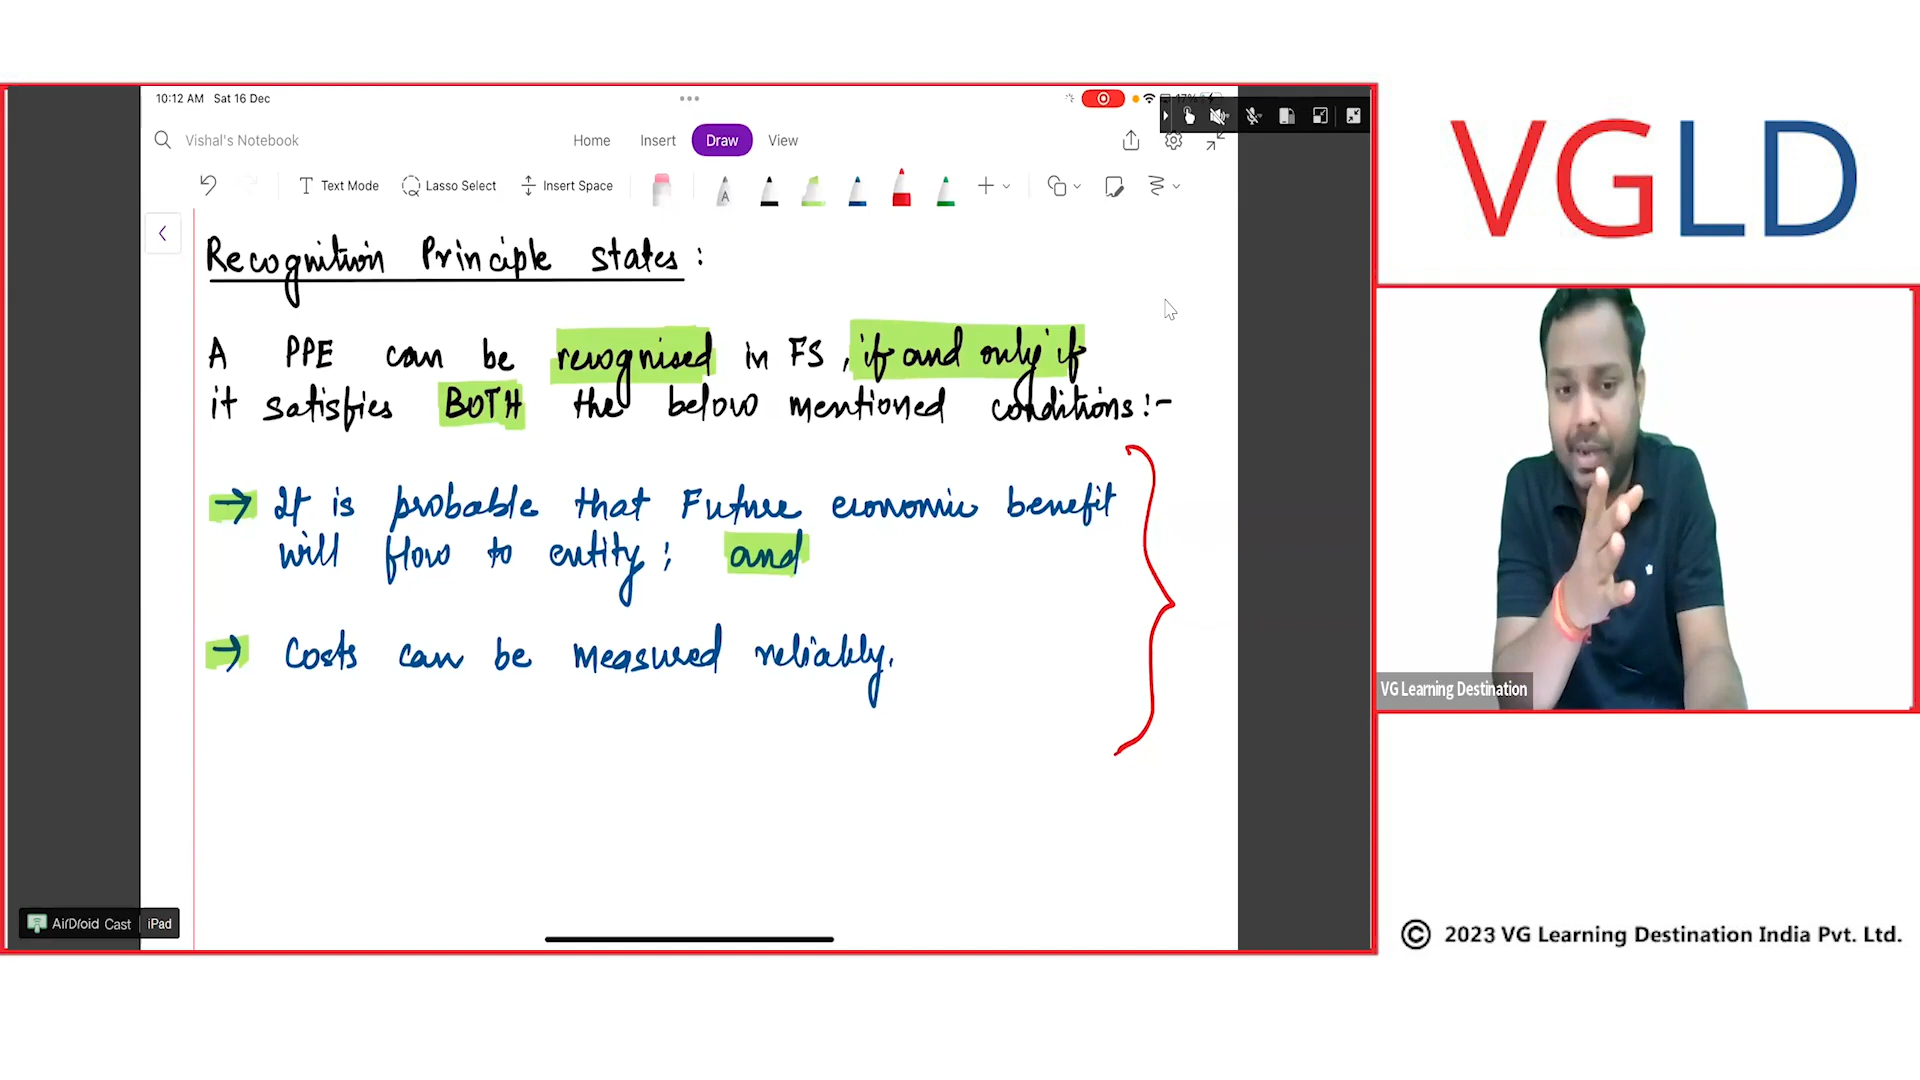 10:12 AM Sat 16 Dec
17%
Vishal's Notebook
Home Insert Draw View
Text Mode Lasso Select Insert Space
A
Recognition Principle states :
A PPE can be recognised in FS, 'if and only if'
it satisfies BOTH the below mentioned conditions :-
→ It is probable that Future economic benefit
will flow to entity ; and
→ Costs can be measured reliably.
AirDroid Cast iPad
VGLD
VG Learning Destination
© 2023 VG Learning Destination India Pvt. Ltd.